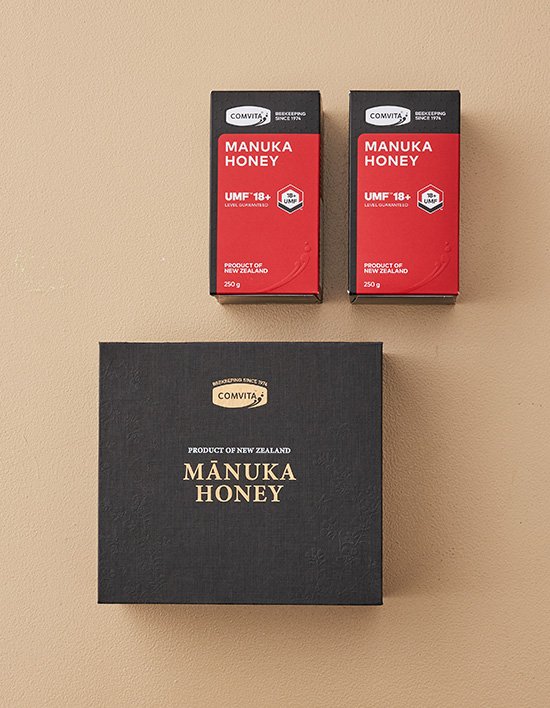 COMVITA
BEEKEEPING
SINCE 1974
MANUKA
HONEY
UMF™ 18+
LEVEL GUARANTEED
18+
UMF
PRODUCT OF
NEW ZEALAND
250 g
COMVITA
BEEKEEPING
SINCE 1974
MANUKA
HONEY
UMF™ 18+
LEVEL GUARANTEED
18+
UMF
PRODUCT OF
NEW ZEALAND
250 g
BEEKEEPING SINCE 1974
COMVITA
PRODUCT OF NEW ZEALAND
MĀNUKA
HONEY